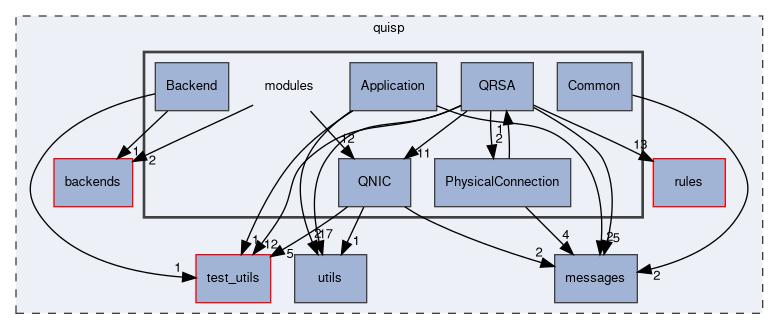 quisp
Backend
modules
Application
QRSA
Common
1
2
12
11
1
2
13
backends
QNIC
PhysicalConnection
rules
1
1
12
5
2
17
1
2
4
25
2
test_utils
utils
messages